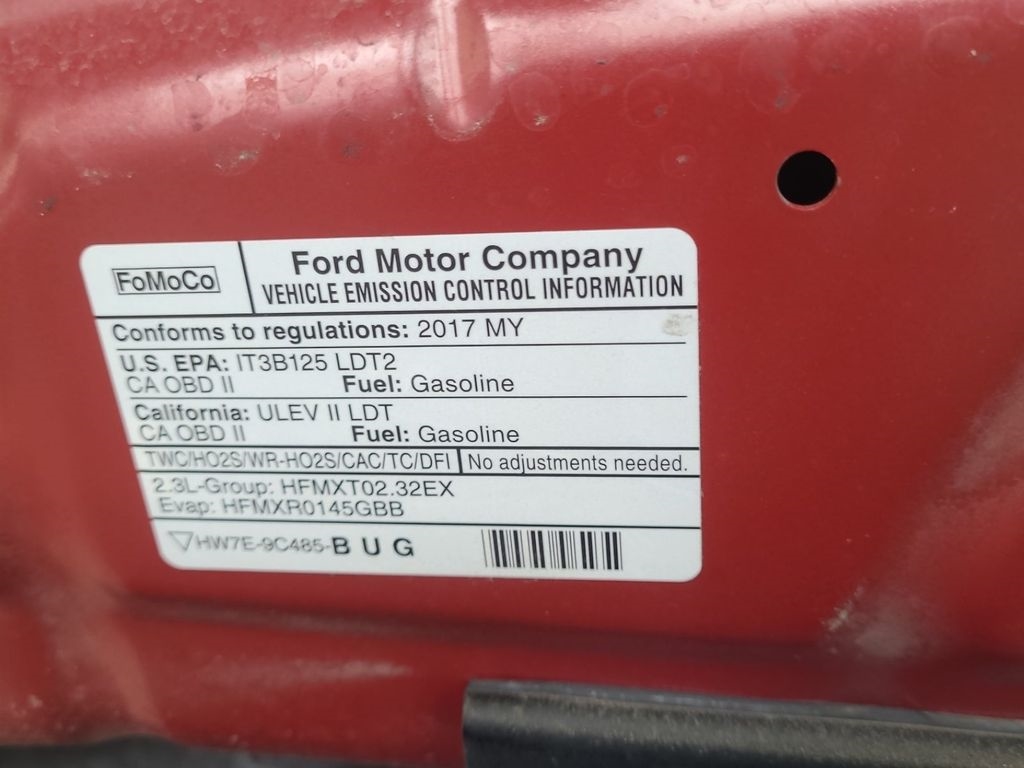 FoMoCo
Ford Motor Company
VEHICLE EMISSION CONTROL INFORMATION
Conforms to regulations: 2017 MY
U.S. EPA: IT3B125 LDT2
CA OBD II Fuel: Gasoline
California: ULEV II LDT
CA OBD II Fuel: Gasoline
TWC/HO2S/WR-HO2S/CAC/TC/DFI No adjustments needed.
2.3L-Group: HFMXT02.32EX
Evap: HFMXR0145GBB
HW7E-9C485-B U G